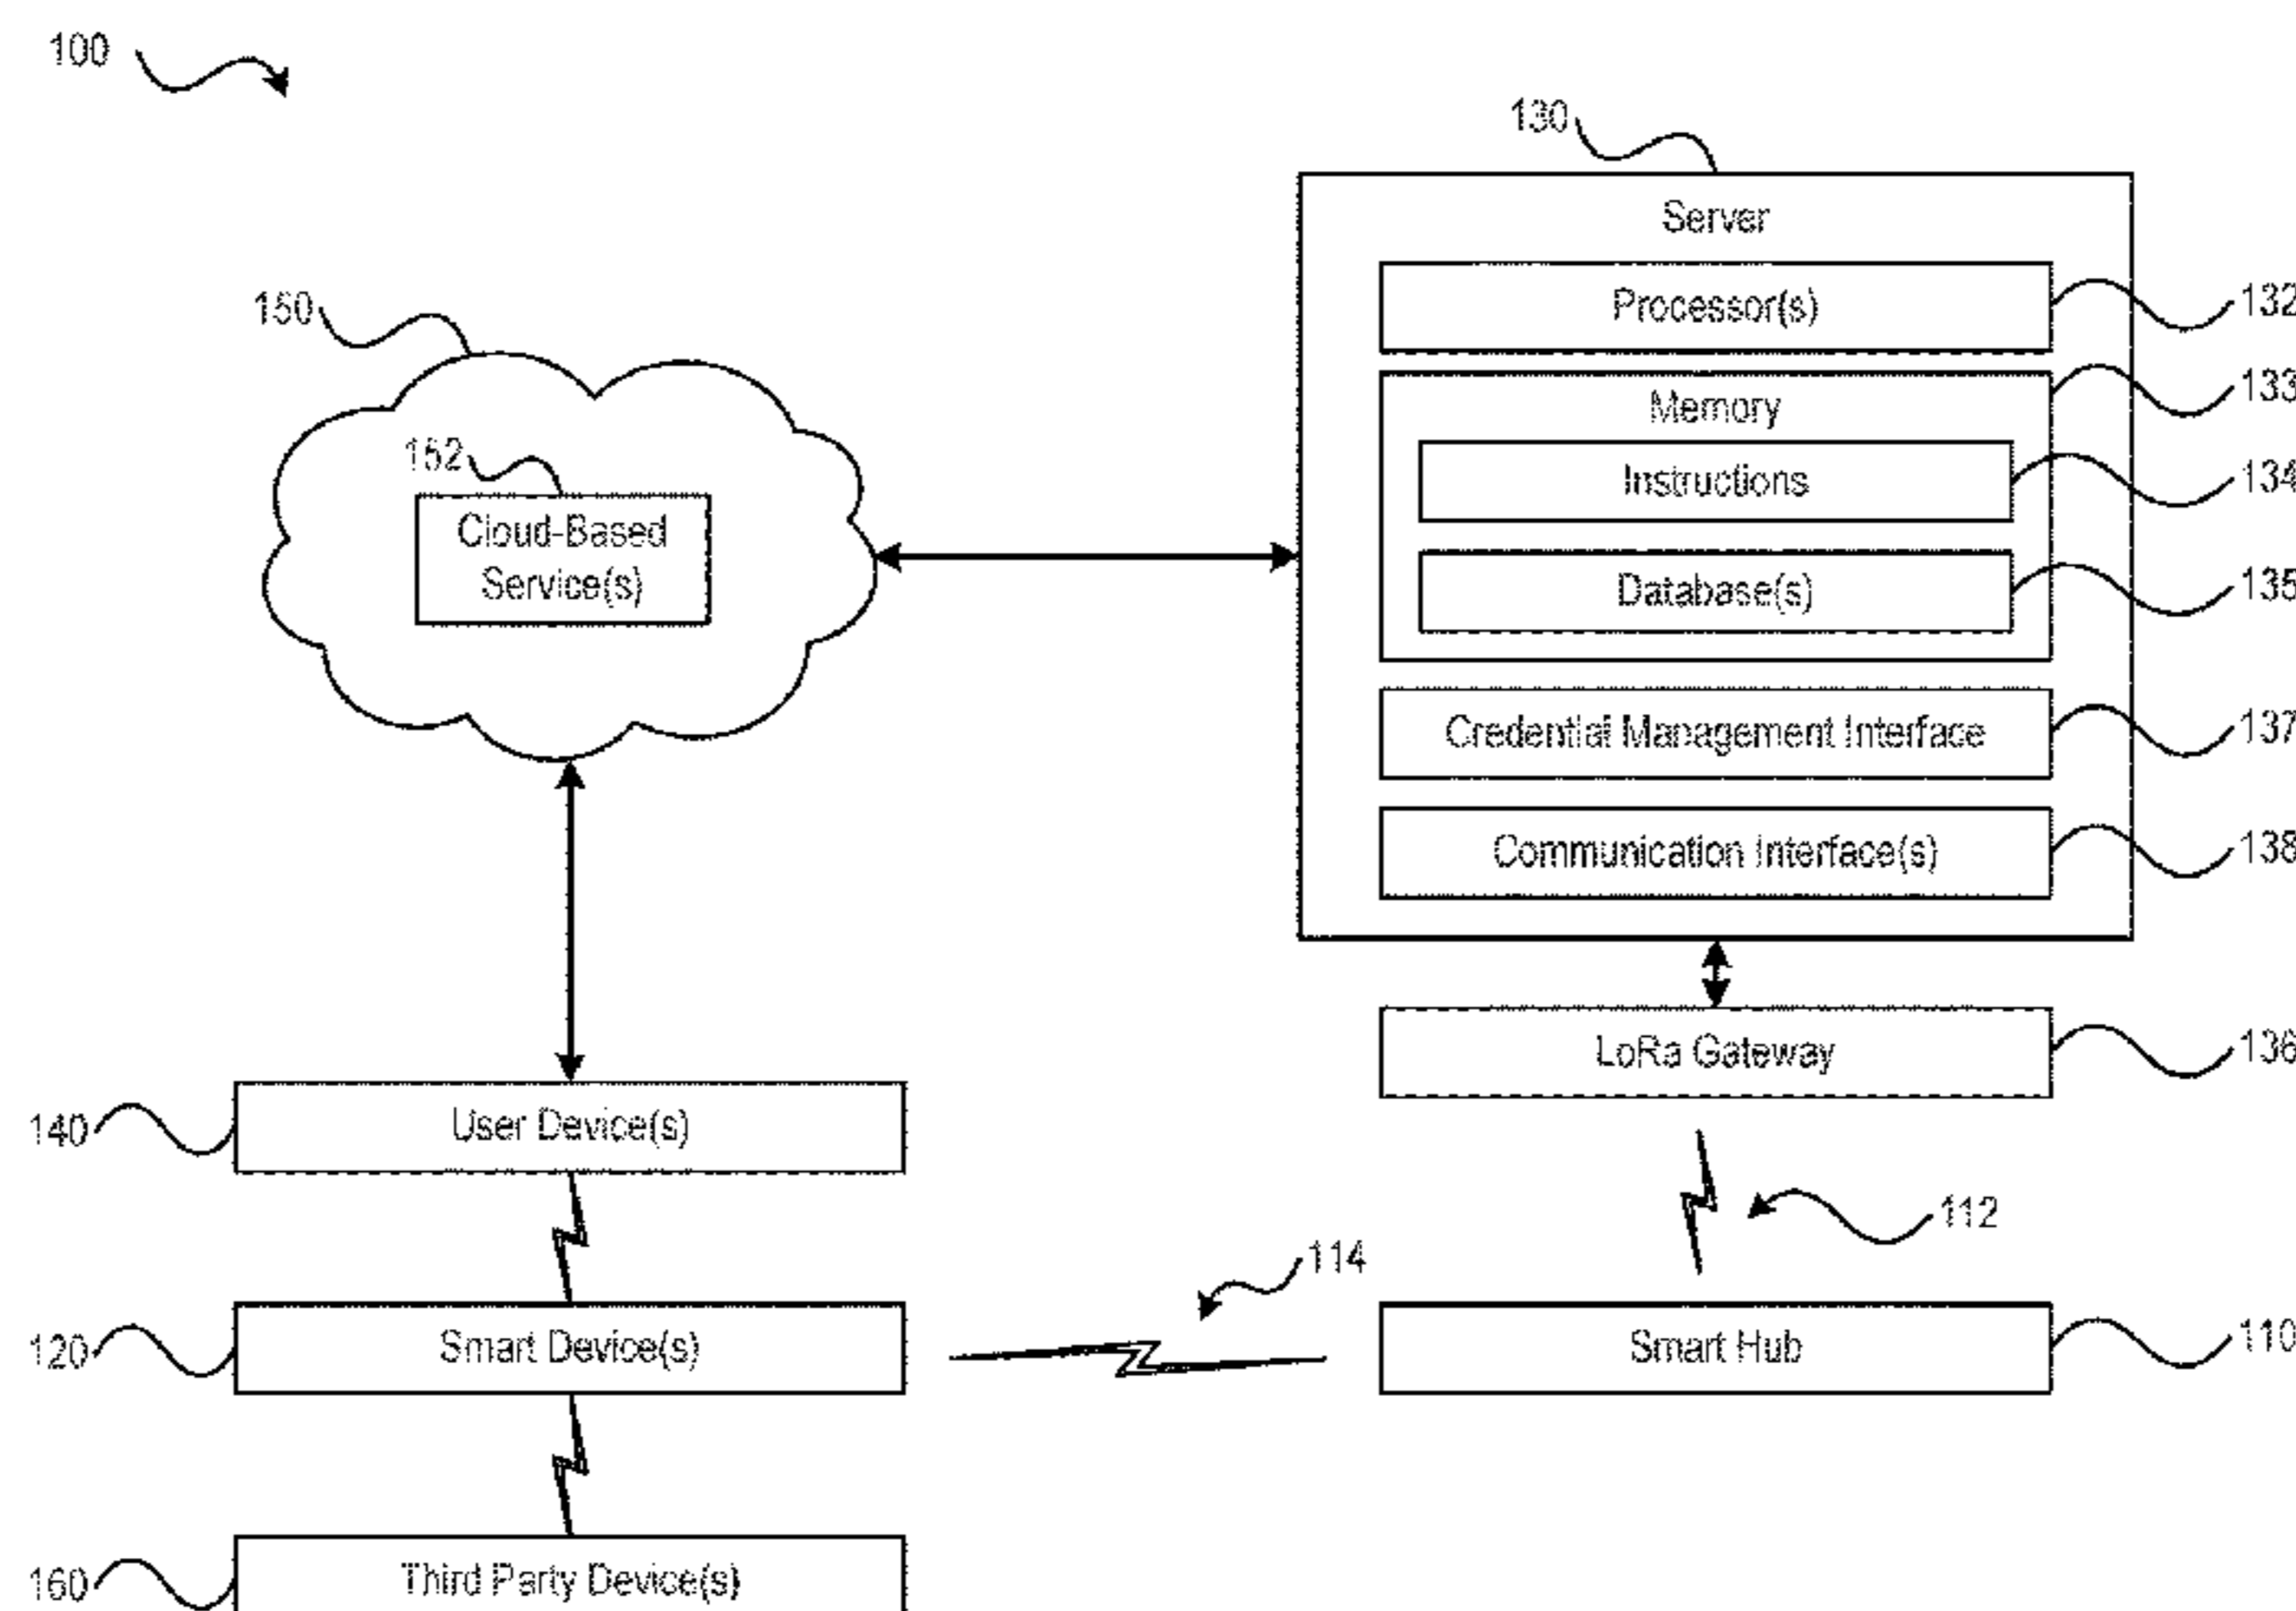 100
130
Server
Processor(s)
132
150
133
Memory
152
Instructions
134
Cloud-Based
Service(s)
Database(s)
135
Credential Management Interface
137
Communication Interface(s)
138
LoRa Gateway
136
140
User Device(s)
112
114
120
Smart Device(s)
Smart Hub
110
160
Third Party Device(s)